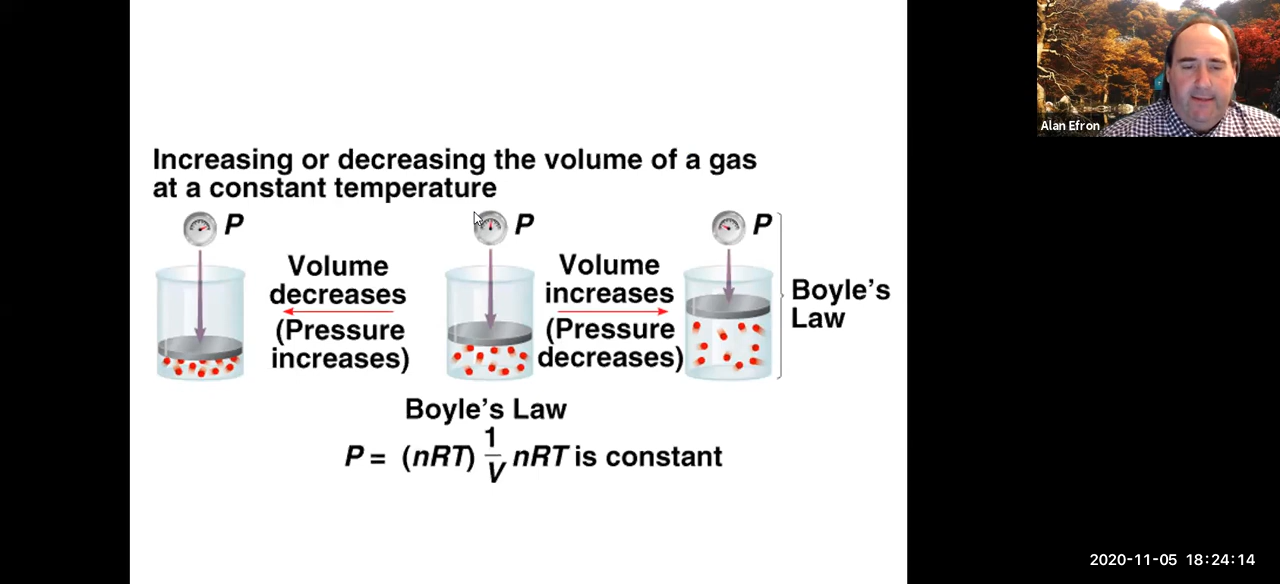 Alan Efron
Increasing or decreasing the volume of a gas
at a constant temperature
P
P
P
Volume
decreases
(Pressure
increases)
Volume
increases
(Pressure
decreases)
Boyle's
Law
Boyle's Law
P = (nRT) 1/V nRT is constant
2020-11-05 18:24:14